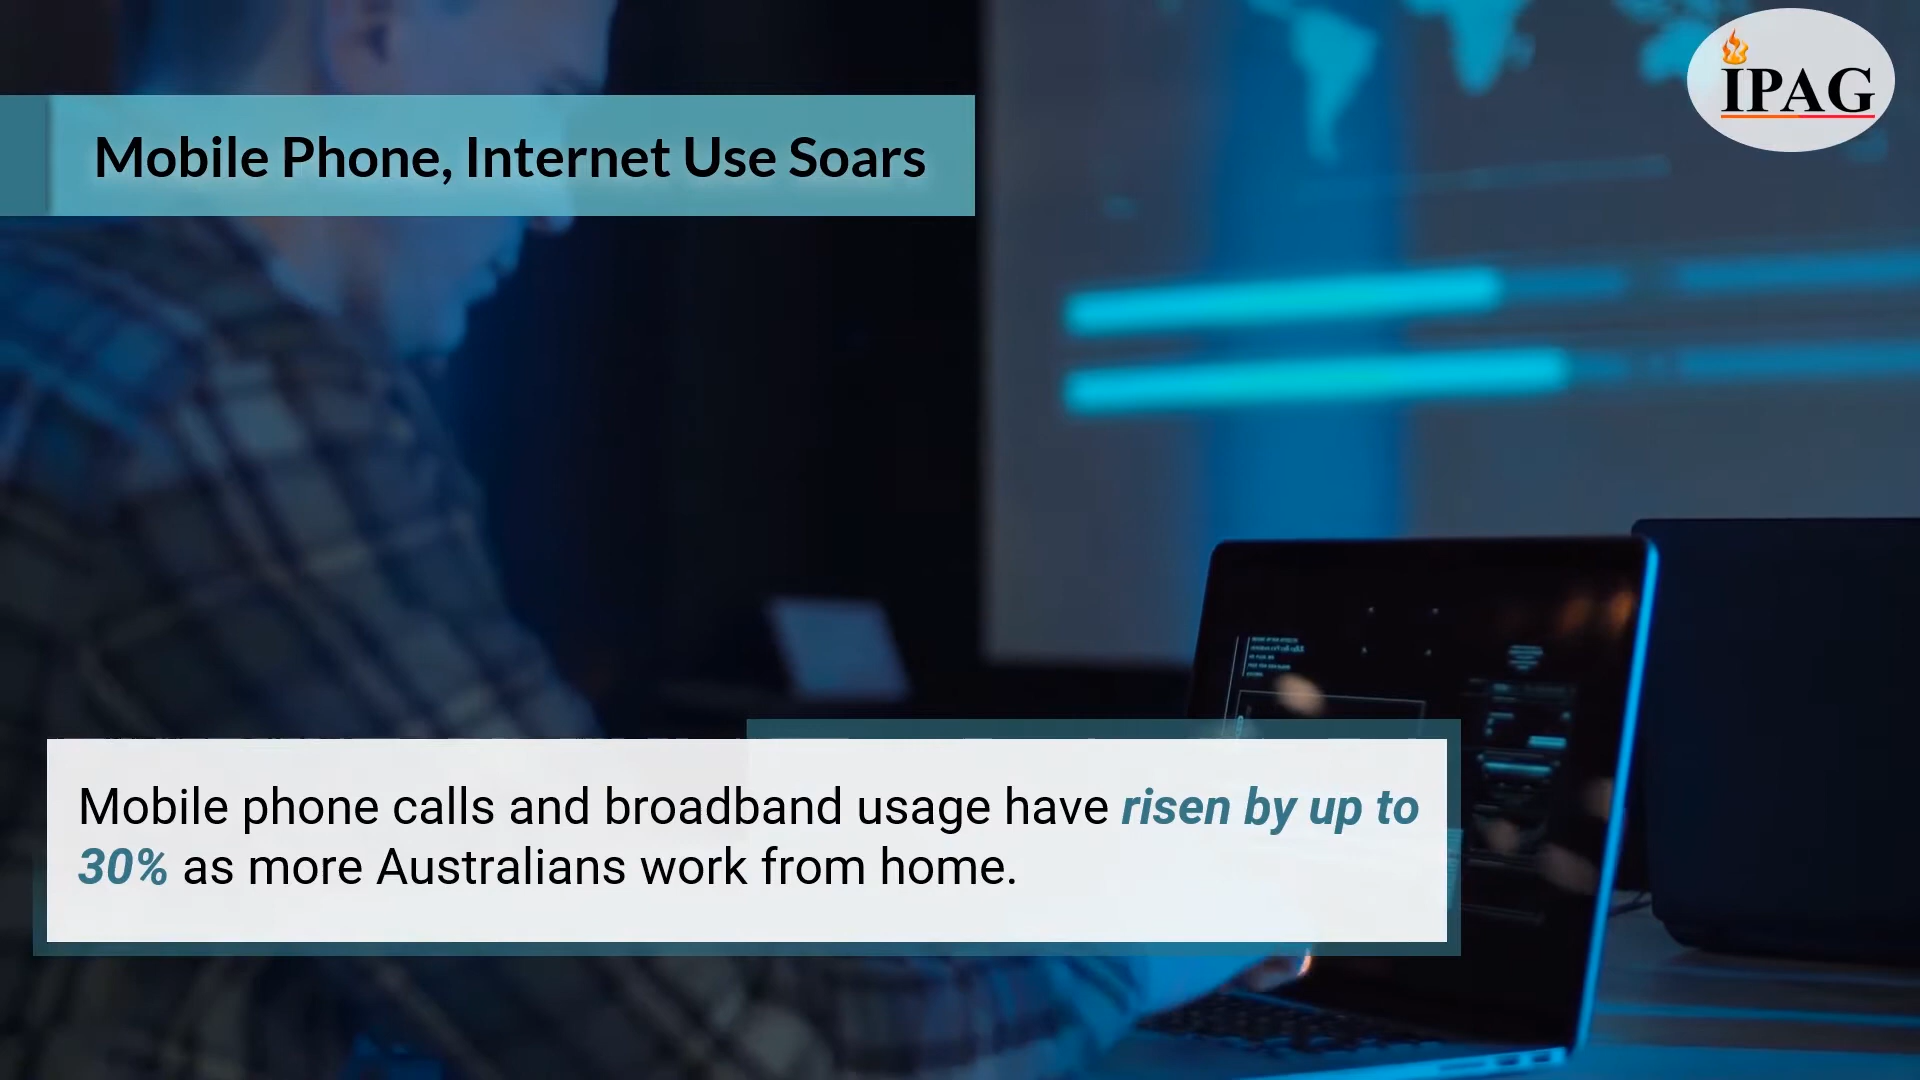 IPAG
Mobile Phone, Internet Use Soars
Mobile phone calls and broadband usage have risen by up to
30% as more Australians work from home.